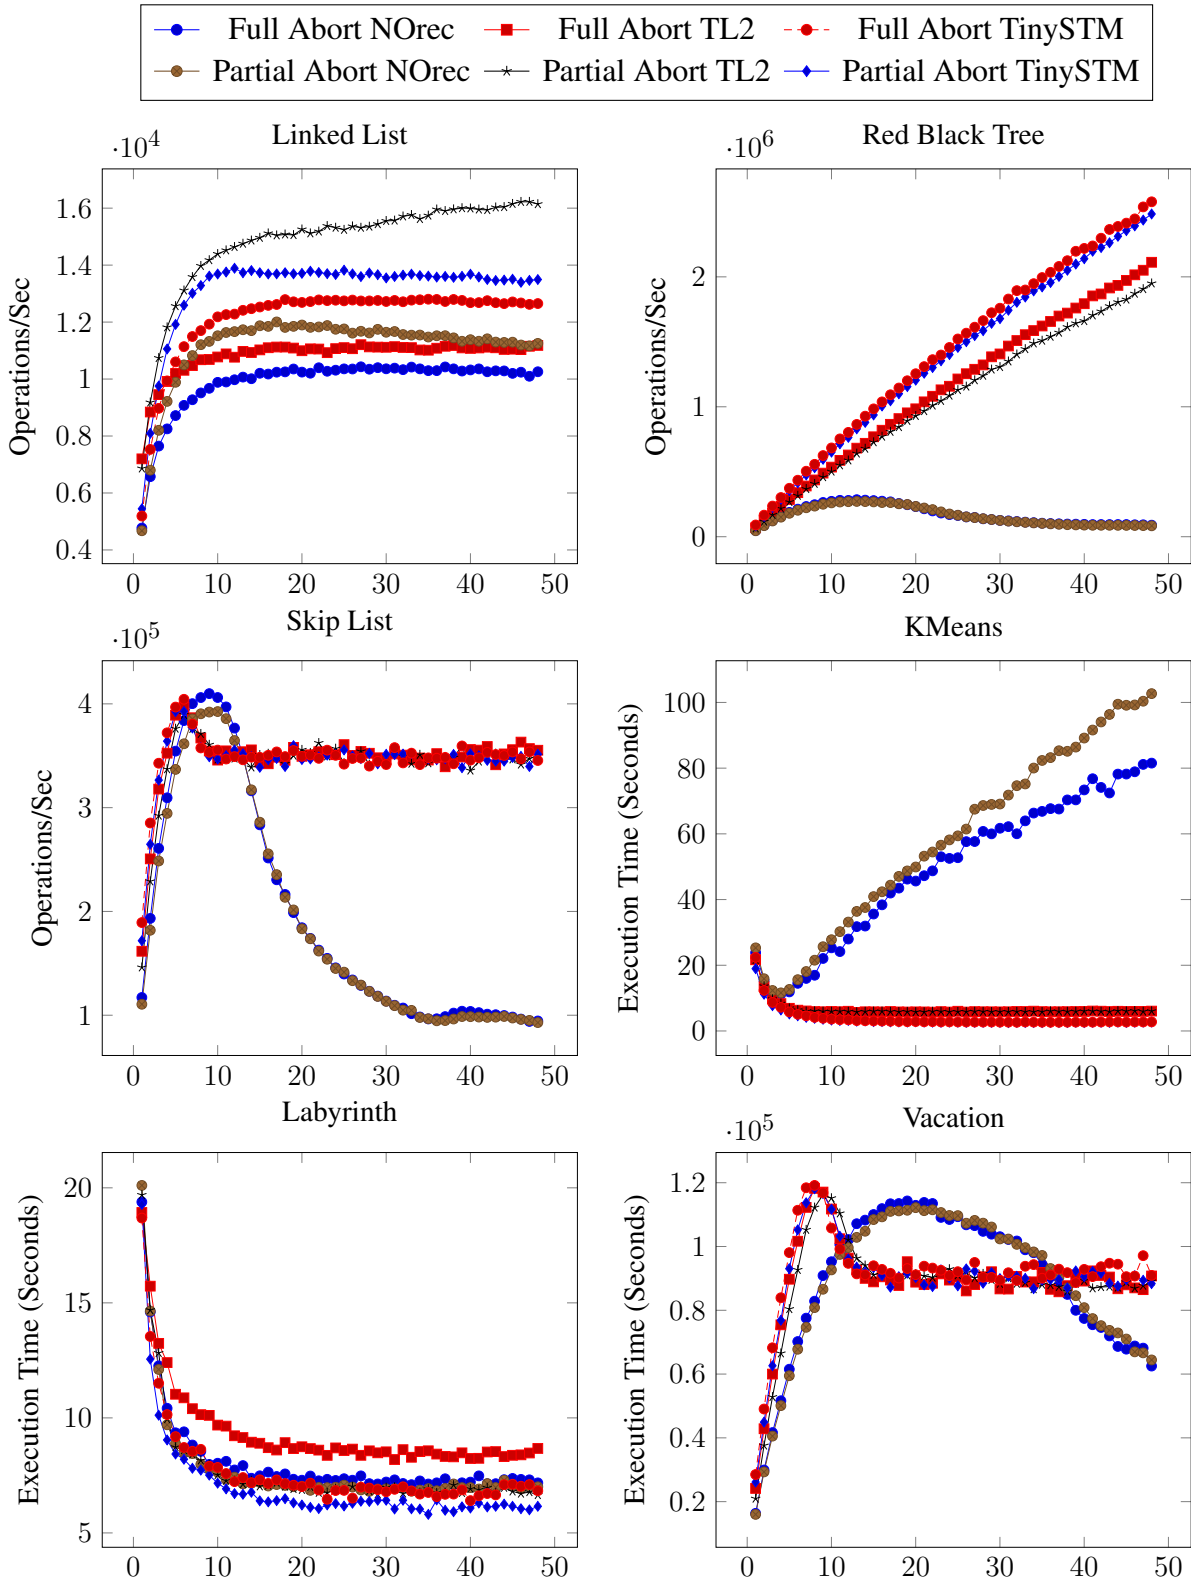 Full Abort NOrec Full Abort TL2 Full Abort TinySTM
Partial Abort NOrec Partial Abort TL2 Partial Abort TinySTM
Linked List
·10^4
1.6
1.4
1.2
1
0.8
0.6
0.4
Operations/Sec
0 10 20 30 40 50
Red Black Tree
·10^6
2
1
0
Operations/Sec
0 10 20 30 40 50
Skip List
·10^5
4
3
2
1
Operations/Sec
0 10 20 30 40 50
KMeans
100
80
60
40
20
0
Execution Time (Seconds)
0 10 20 30 40 50
Labyrinth
20
15
10
5
Execution Time (Seconds)
0 10 20 30 40 50
Vacation
·10^5
1.2
1
0.8
0.6
0.4
0.2
Execution Time (Seconds)
0 10 20 30 40 50